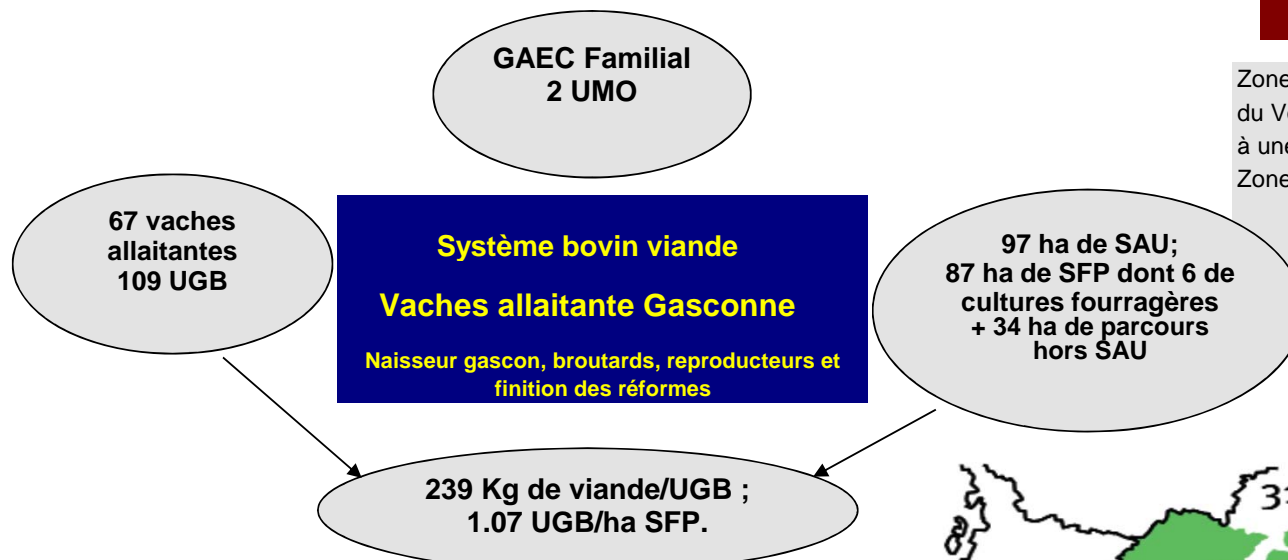 GAEC Familial
2 UMO
Zone
du V
à une
Zone
67 vaches
allaitantes
109 UGB
Système bovin viande
Vaches allaitante Gasconne
Naisseur gascon, broutards, reproducteurs et
finition des réformes
97 ha de SAU;
87 ha de SFP dont 6 de
cultures fourragères
+ 34 ha de parcours
hors SAU
239 Kg de viande/UGB ;
1.07 UGB/ha SFP.